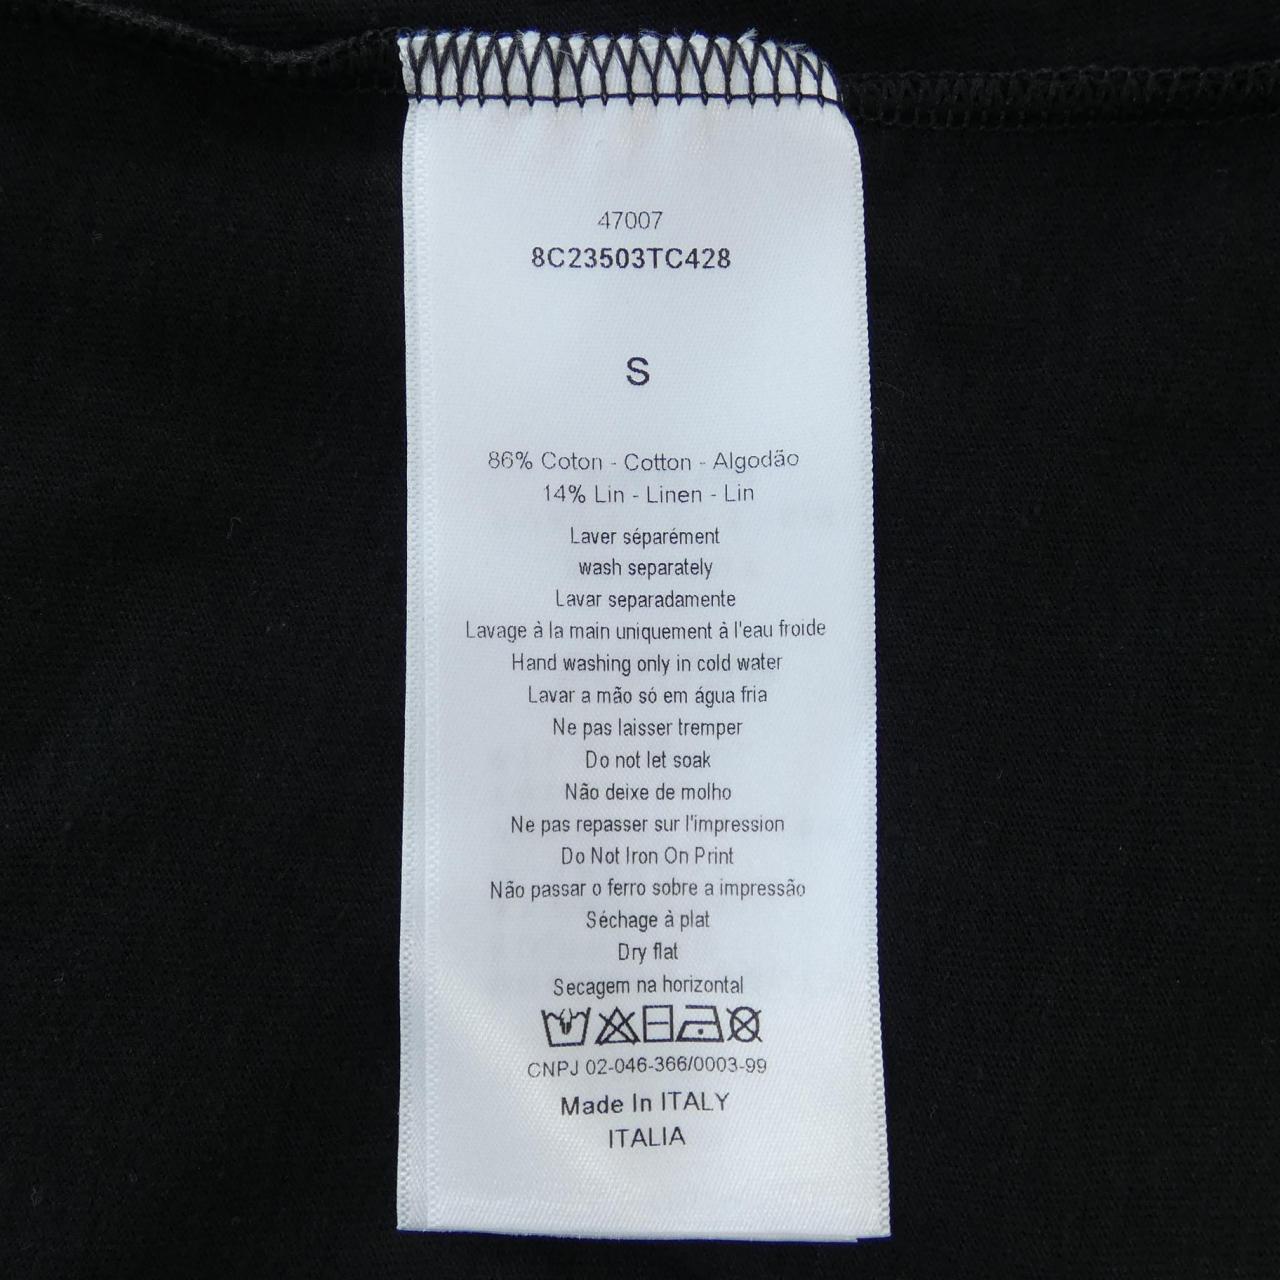 47007
8C23503TC428
S
86% Coton - Cotton - Algodão
14% Lin - Linen - Lin
Laver séparément
wash separately
Lavar separadamente
Lavage à la main uniquement à l'eau froide
Hand washing only in cold water
Lavar a mão só em água fria
Ne pas laisser tremper
Do not let soak
Não deixe de molho
Ne pas repasser sur l'impression
Do Not Iron On Print
Não passar o ferro sobre a impressão
Séchage à plat
Dry flat
Secagem na horizontal
CNPJ 02-046-366/0003-99
Made In ITALY
ITALIA